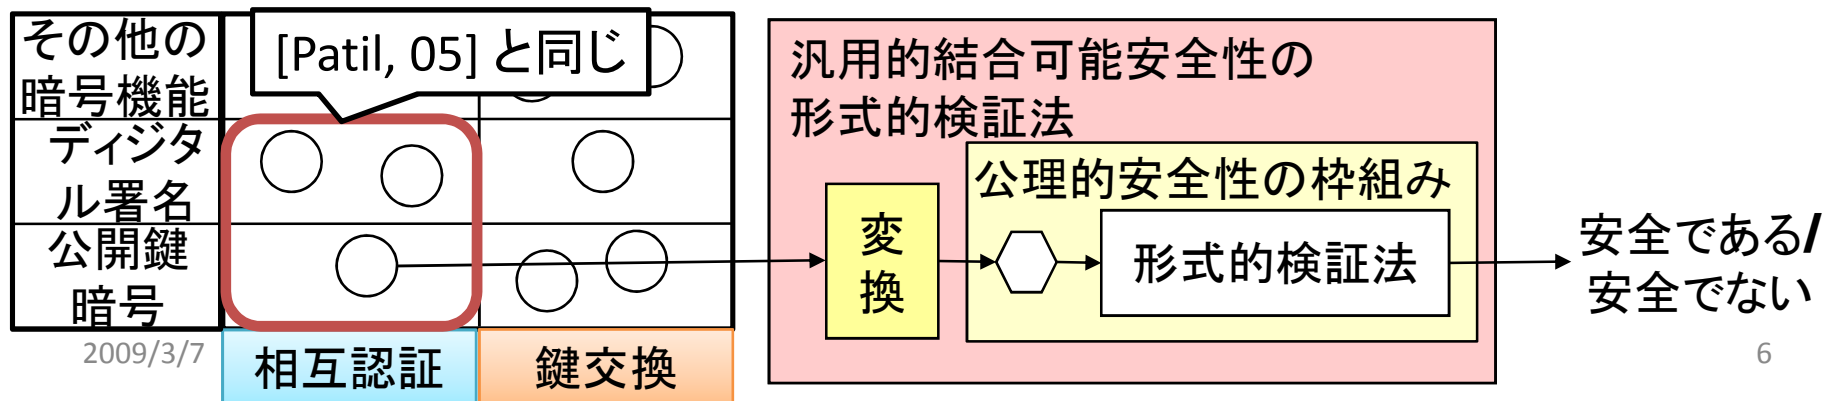 その他の
暗号機能
[Patil, 05] と同じ
ディジタ
ル署名
公開鍵
暗号
相互認証
鍵交換
汎用的結合可能安全性の
形式的検証法
公理的安全性の枠組み
変
換
形式的検証法
安全である/
安全でない
2009/3/7
6